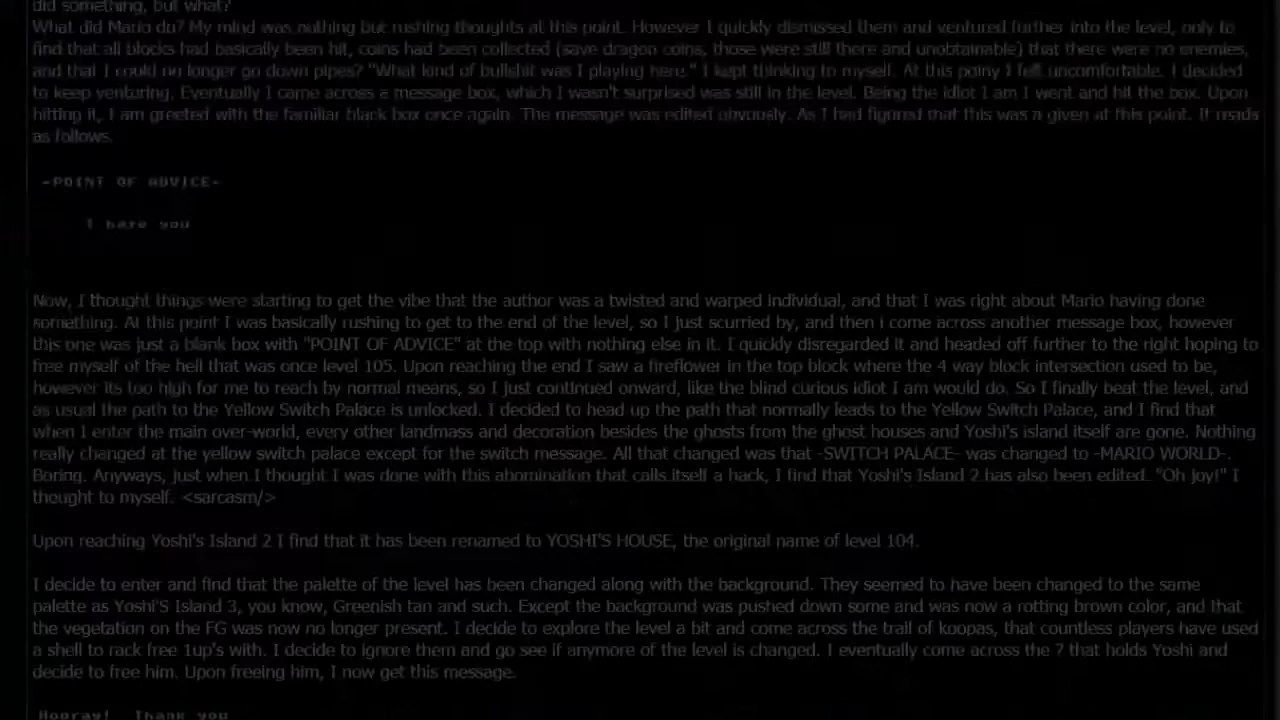 did something, but what?
What did Mario do? My mind was nothing but rushing thoughts at this point. However I quickly dismissed them and ventured further into the level, only to
find that all blocks had basically been hit, coins had been collected (save dragon coins, those were still there and unobtainable) that there were no enemies,
and that I could no longer go down pipes? "What kind of bullshit was I playing here." I kept thinking to myself. At this poiny I felt uncomfortable. I decided
to keep venturing. Eventually I came across a message box, which I wasn't surprised was still in the level. Being the idiot I am I went and hit the box. Upon
hitting it, I am greeted with the familiar black box once again. The message was edited obviously. As I had figured that this was a given at this point. It reads
as follows.
-POINT OF ADVICE-
I hate you
Now, I thought things were starting to get the vibe that the author was a twisted and warped individual, and that I was right about Mario having done
something. At this point I was basically rushing to get to the end of the level, so I just scurried by, and then i come across another message box, however
this one was just a blank box with "POINT OF ADVICE" at the top with nothing else in it. I quickly disregarded it and headed off further to the right hoping to
free myself of the hell that was once level 105. Upon reaching the end I saw a fireflower in the top block where the 4 way block intersection used to be,
however its too high for me to reach by normal means, so I just continued onward, like the blind curious idiot I am would do. So I finally beat the level, and
as usual the path to the Yellow Switch Palace is unlocked. I decided to head up the path that normally leads to the Yellow Switch Palace, and I find that
when I enter the main over-world, every other landmass and decoration besides the ghosts from the ghost houses and Yoshi's island itself are gone. Nothing
really changed at the yellow switch palace except for the switch message. All that changed was that -SWITCH PALACE- was changed to -MARIO WORLD-.
Boring. Anyways, just when I thought I was done with this abomination that calls itself a hack, I find that Yoshi's Island 2 has also been edited. "Oh joy!" I
thought to myself. <sarcasm/>
Upon reaching Yoshi's Island 2 I find that it has been renamed to YOSHI'S HOUSE, the original name of level 104.
I decide to enter and find that the palette of the level has been changed along with the background. They seemed to have been changed to the same
palette as Yoshi'S Island 3, you know, Greenish tan and such. Except the background was pushed down some and was now a rotting brown color, and that
the vegetation on the FG was now no longer present. I decide to explore the level a bit and come across the trail of koopas, that countless players have used
a shell to rack free 1up's with. I decide to ignore them and go see if anymore of the level is changed. I eventually come across the ? that holds Yoshi and
decide to free him. Upon freeing him, I now get this message.
Hooray! Thank you